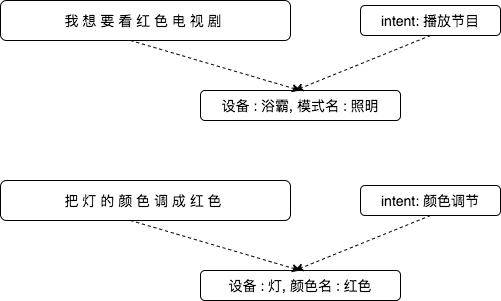 我想要看红色电视剧
intent: 播放节目
设备 : 浴霸, 模式名 : 照明
把灯的颜色调成红色
intent: 颜色调节
设备 : 灯, 颜色名 : 红色